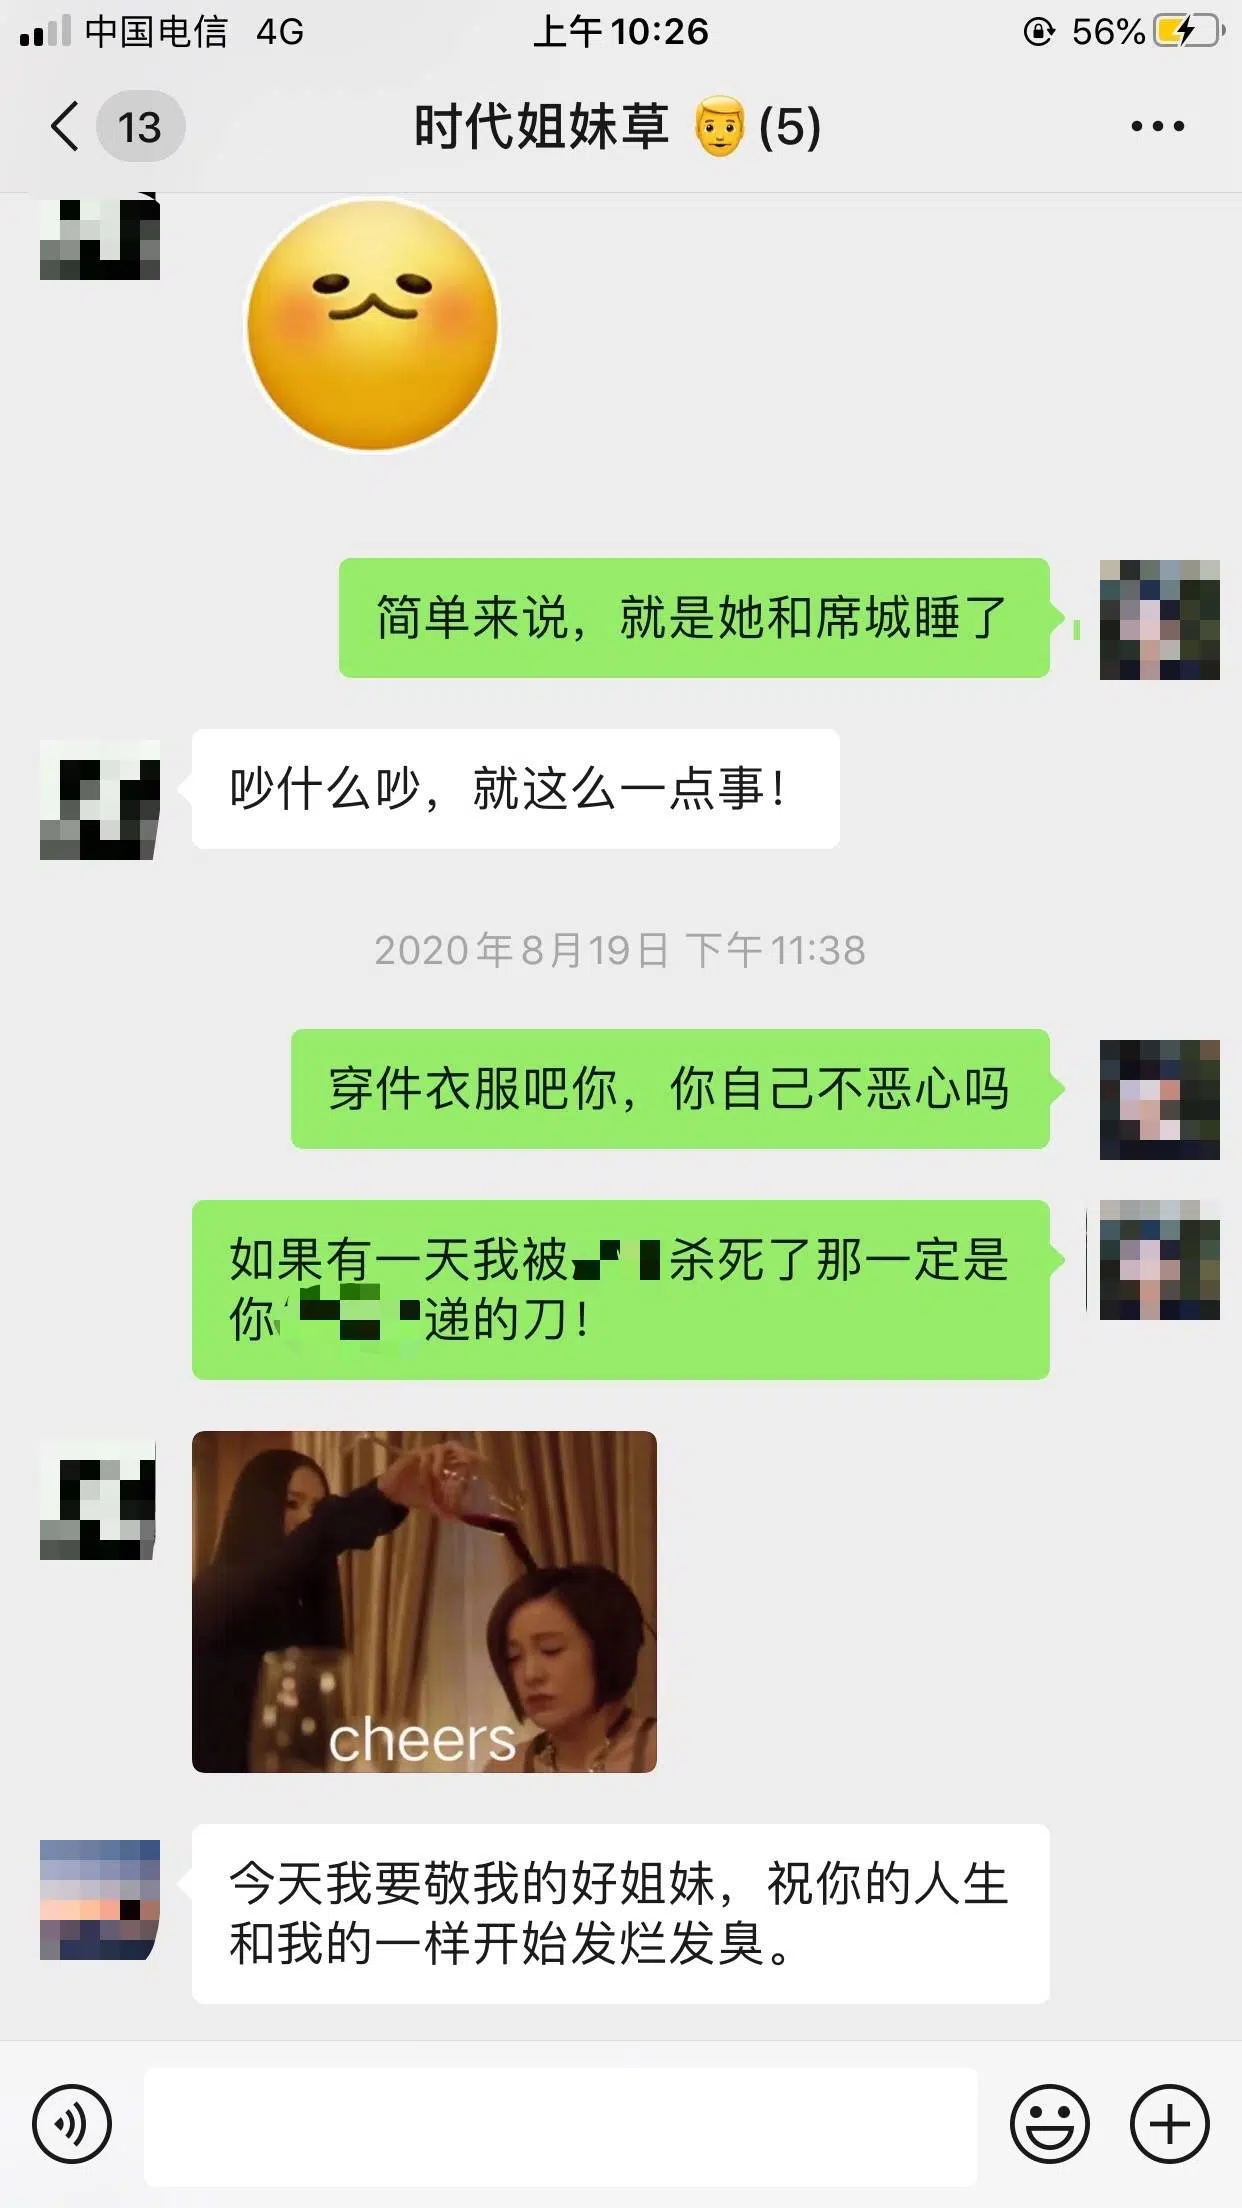 中国电信 4G
上午10:26
56%
13
时代姐妹草 (5)
简单来说，就是她和席城睡了
吵什么吵，就这么一点事！
2020年8月19日 下午11:38
穿件衣服吧你，你自己不恶心吗
如果有一天我被杀死了那一定是
你递的刀！
cheers
今天我要敬我的好姐妹，祝你的人生
和我的一样开始发烂发臭。